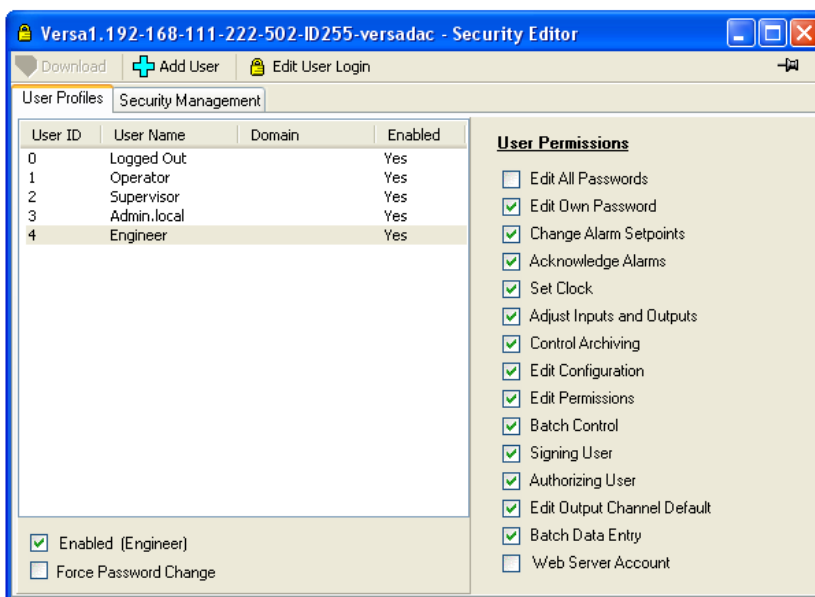 Versa1.192-168-111-222-502-ID255-versadac - Security Editor
Download Add User Edit User Login
User Profiles Security Management
User ID User Name Domain Enabled
0 Logged Out Yes
1 Operator Yes
2 Supervisor Yes
3 Admin.local Yes
4 Engineer Yes
Enabled (Engineer)
Force Password Change
User Permissions
Edit All Passwords
Edit Own Password
Change Alarm Setpoints
Acknowledge Alarms
Set Clock
Adjust Inputs and Outputs
Control Archiving
Edit Configuration
Edit Permissions
Batch Control
Signing User
Authorizing User
Edit Output Channel Default
Batch Data Entry
Web Server Account